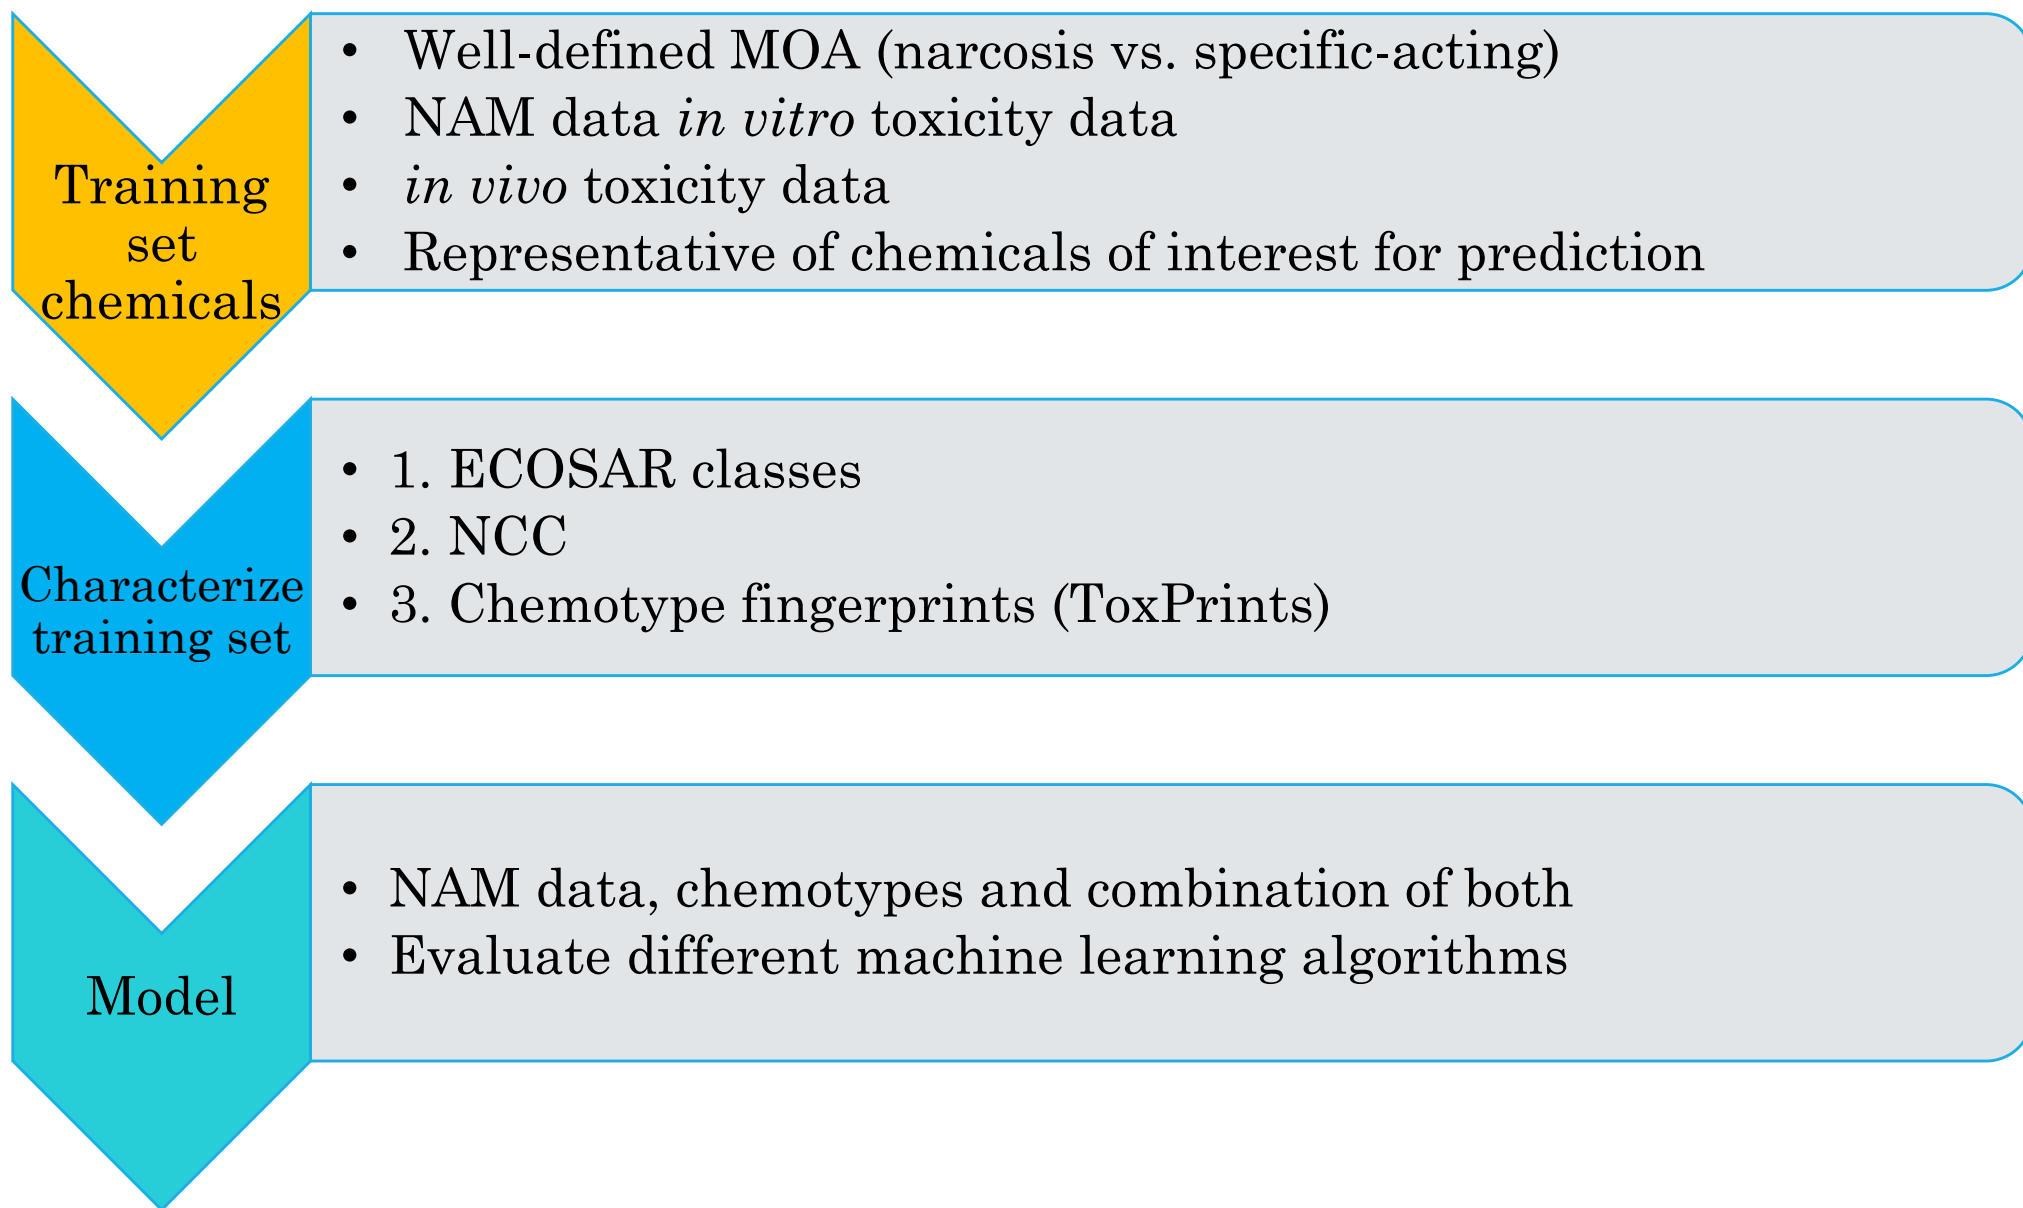 Training
set
chemicals
• Well-defined MOA (narcosis vs. specific-acting)
• NAM data in vitro toxicity data
• in vivo toxicity data
• Representative of chemicals of interest for prediction
Characterize
training set
• 1. ECOSAR classes
• 2. NCC
• 3. Chemotype fingerprints (ToxPrints)
Model
• NAM data, chemotypes and combination of both
• Evaluate different machine learning algorithms